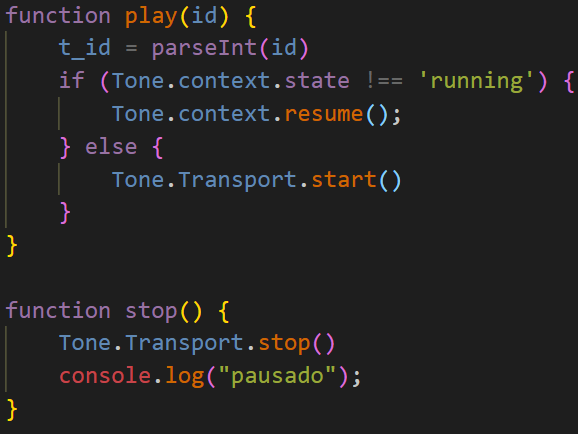 function play(id) {
    t_id = parseInt(id)
    if (Tone.context.state !== 'running') {
        Tone.context.resume();
    } else {
        Tone.Transport.start()
    }
}

function stop() {
    Tone.Transport.stop()
    console.log("pausado");
}